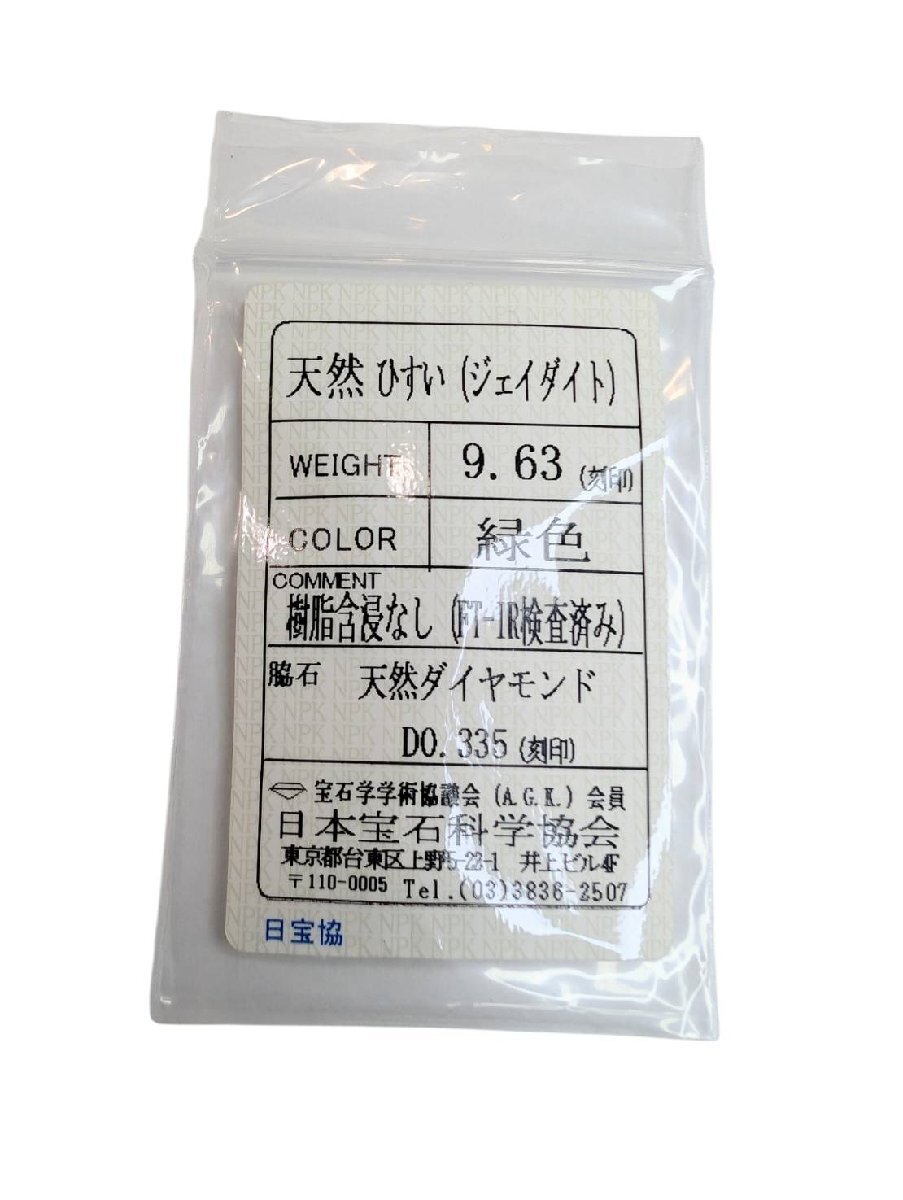 天然 ひすい (ジェイダイト)
WEIGHT 9.63 (刻印)
COLOR 緑色
COMMENT
樹脂含浸なし (FT-IR検査済み)
脇石 天然ダイヤモンド
D0.335 (刻印)
宝石学学術協議会 (A.G.K.) 会員
日本宝石科学協会
東京都台東区上野5-22-1 井上ビル4F
〒110-0005 Tel.(03)3836-2507
日宝協